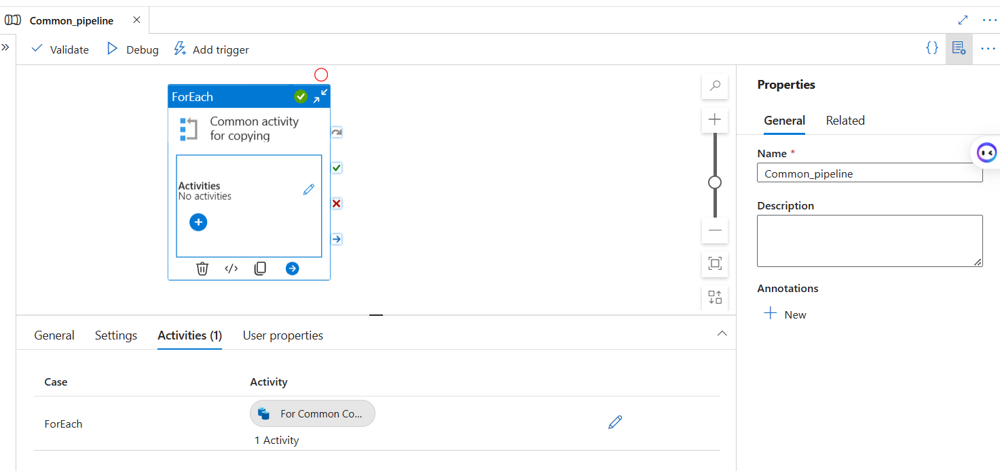 Common_pipeline
Validate
Debug
Add trigger
ForEach
Common activity
for copying
Activities
No activities
Properties
General
Related
Name *
Common_pipeline
Description
Annotations
New
General
Settings
Activities (1)
User properties
Case
Activity
ForEach
For Common Co...
1 Activity